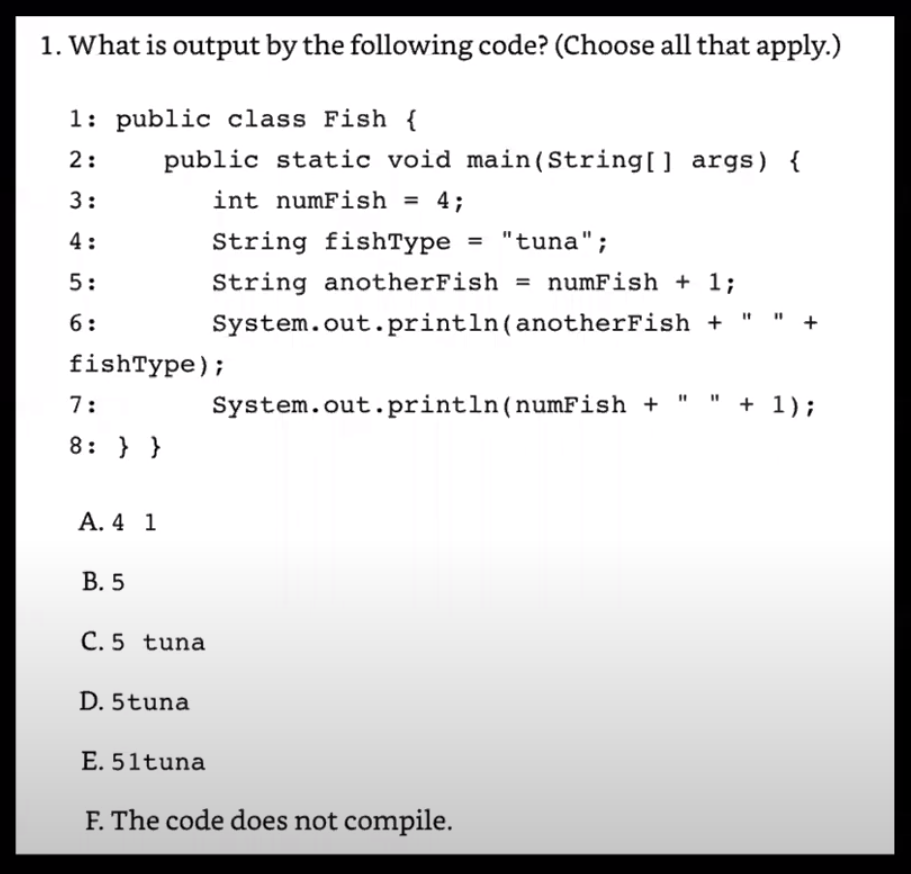 1. What is output by the following code? (Choose all that apply.)
1: public class Fish {
2:    public static void main(String[] args) {
3:       int numFish = 4;
4:       String fishType = "tuna";
5:       String anotherFish = numFish + 1;
6:       System.out.println(anotherFish + " " +
fishType);
7:       System.out.println(numFish + " " + 1);
8: } }
A. 4 1
B. 5
C. 5 tuna
D. 5tuna
E. 51tuna
F. The code does not compile.